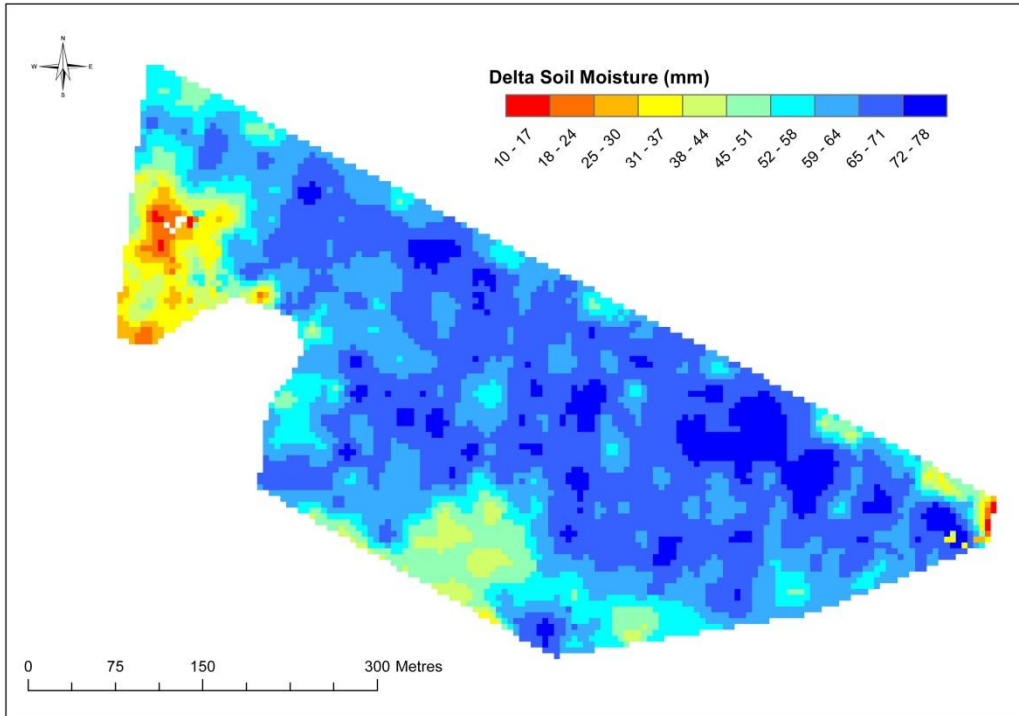 N
W E
S
Delta Soil Moisture (mm)
10 - 17
18 - 24
25 - 30
31 - 37
38 - 44
45 - 51
52 - 58
59 - 64
65 - 71
72 - 78
0 75 150 300 Metres